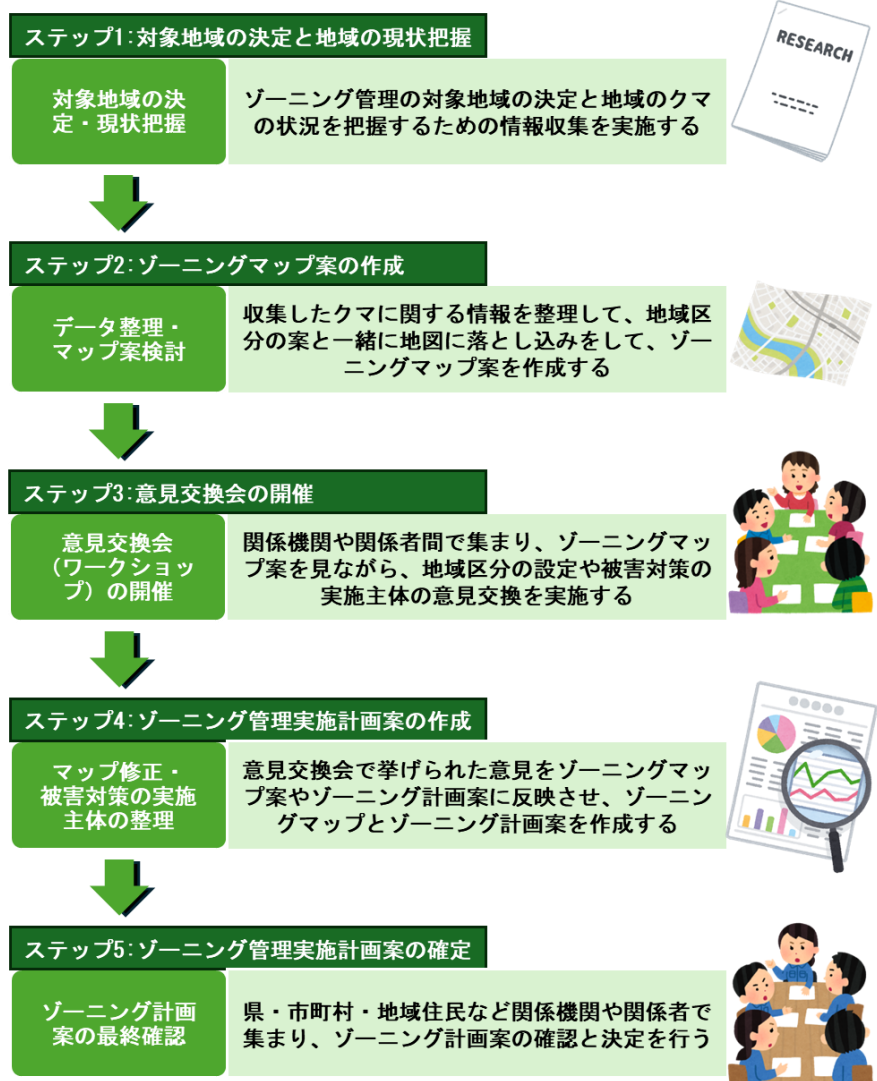 ステップ1:対象地域の決定と地域の現状把握
対象地域の決
定・現状把握
ゾーニング管理の対象地域の決定と地域のクマ
の状況を把握するための情報収集を実施する
RESEARCH
ステップ2:ゾーニングマップ案の作成
データ整理・
マップ案検討
収集したクマに関する情報を整理して、地域区
分の案と一緒に地図に落とし込みをして、ゾー
ニングマップ案を作成する
ステップ3:意見交換会の開催
意見交換会
（ワークショッ
プ）の開催
関係機関や関係者間で集まり、ゾーニングマッ
プ案を見ながら、地域区分の設定や被害対策の
実施主体の意見交換を実施する
ステップ4:ゾーニング管理実施計画案の作成
マップ修正・
被害対策の実施
主体の整理
意見交換会で挙げられた意見をゾーニングマッ
プ案やゾーニング計画案に反映させ、ゾーニン
グマップとゾーニング計画案を作成する
ステップ5:ゾーニング管理実施計画案の確定
ゾーニング計画
案の最終確認
県・市町村・地域住民など関係機関や関係者で
集まり、ゾーニング計画案の確認と決定を行う